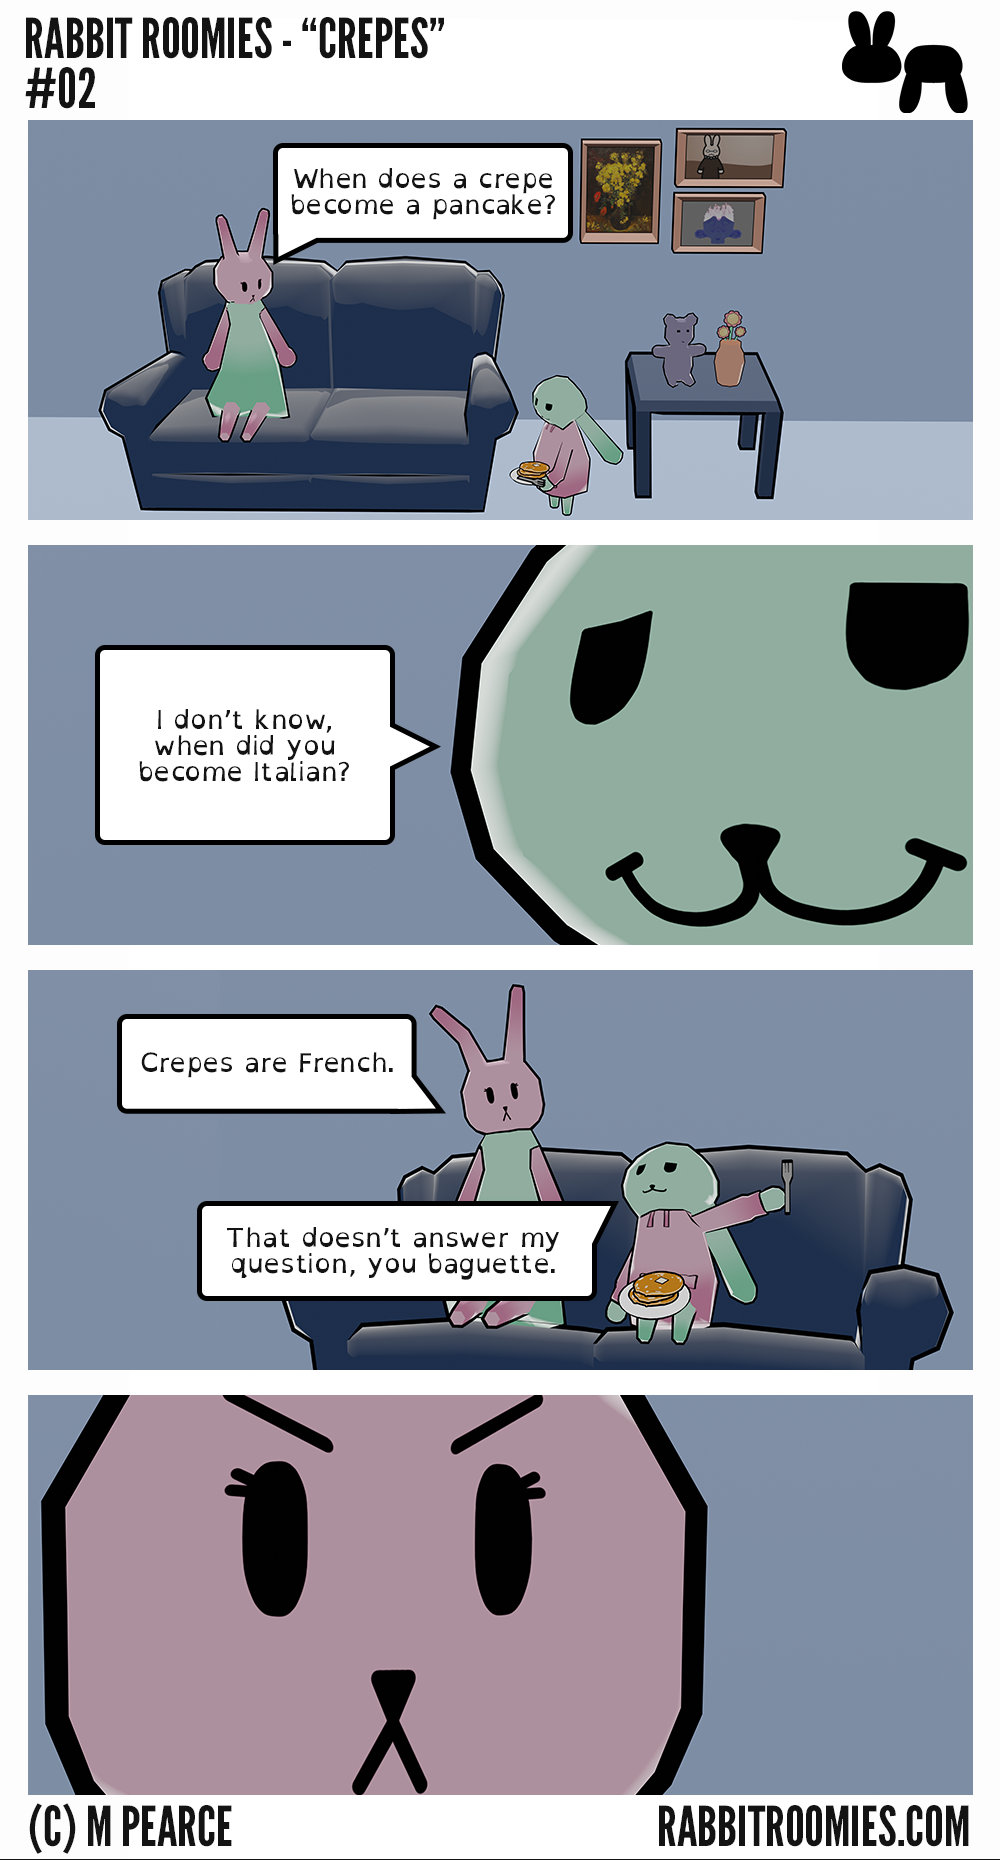 RABBIT ROOMIES - “CREPES”
#02
When does a crepe
become a pancake?
I don’t know,
when did you
become Italian?
Crepes are French.
That doesn’t answer my
question, you baguette.
(C) M PEARCE
RABBITROOMIES.COM